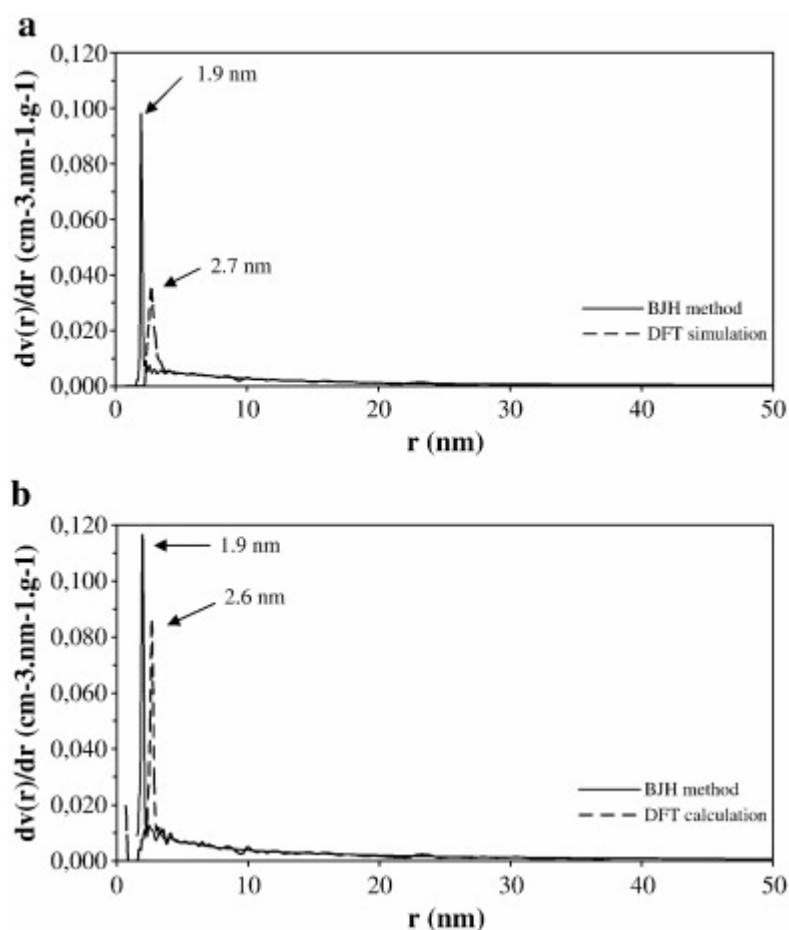 a
0,120
0,100
0,080
0,060
0,040
0,020
0,000
dv(r)/dr (cm-3.nm-1.g-1)
1.9 nm
2.7 nm
BJH method
DFT simulation
0 10 20 30 40 50
r (nm)
b
0,120
0,100
0,080
0,060
0,040
0,020
0,000
dv(r)/dr (cm-3.nm-1.g-1)
1.9 nm
2.6 nm
BJH method
DFT calculation
0 10 20 30 40 50
r (nm)